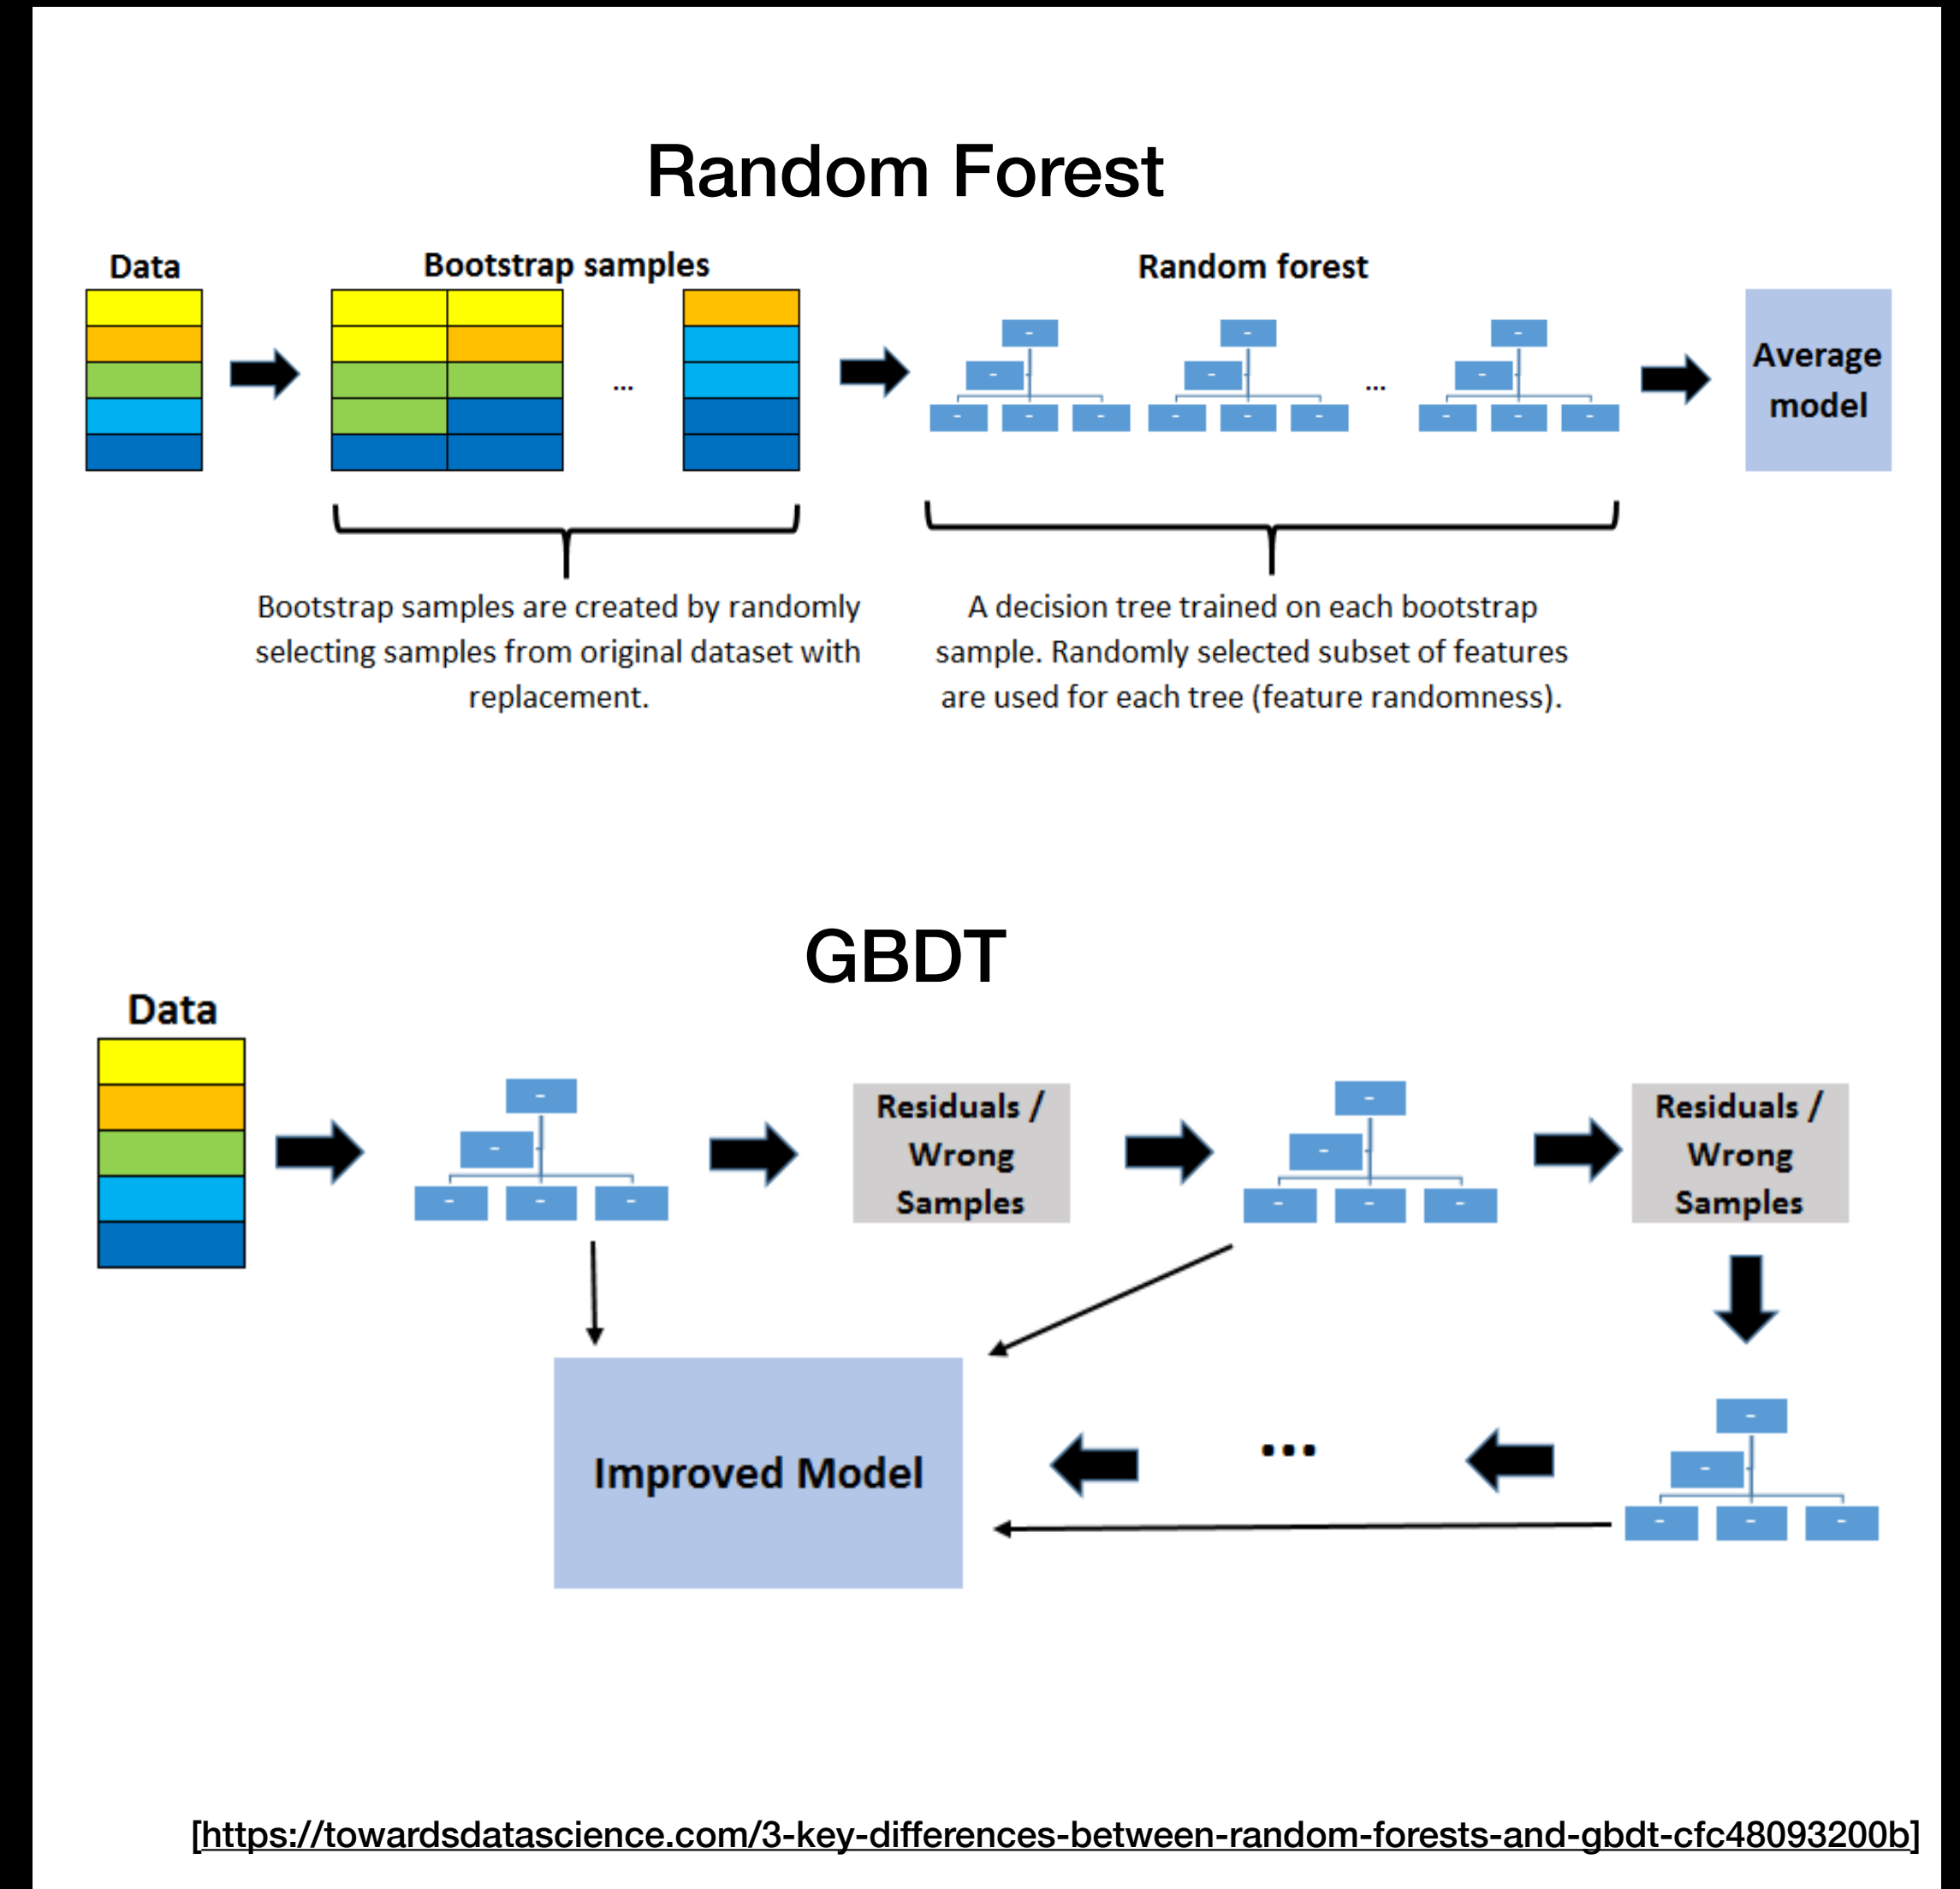 Random Forest
Data
Bootstrap samples
Random forest
...
...
Average
model
Bootstrap samples are created by randomly
selecting samples from original dataset with
replacement.
A decision tree trained on each bootstrap
sample. Randomly selected subset of features
are used for each tree (feature randomness).
GBDT
Data
Residuals /
Wrong
Samples
Residuals /
Wrong
Samples
Improved Model
...
[https://towardsdatascience.com/3-key-differences-between-random-forests-and-gbdt-cfc48093200b]